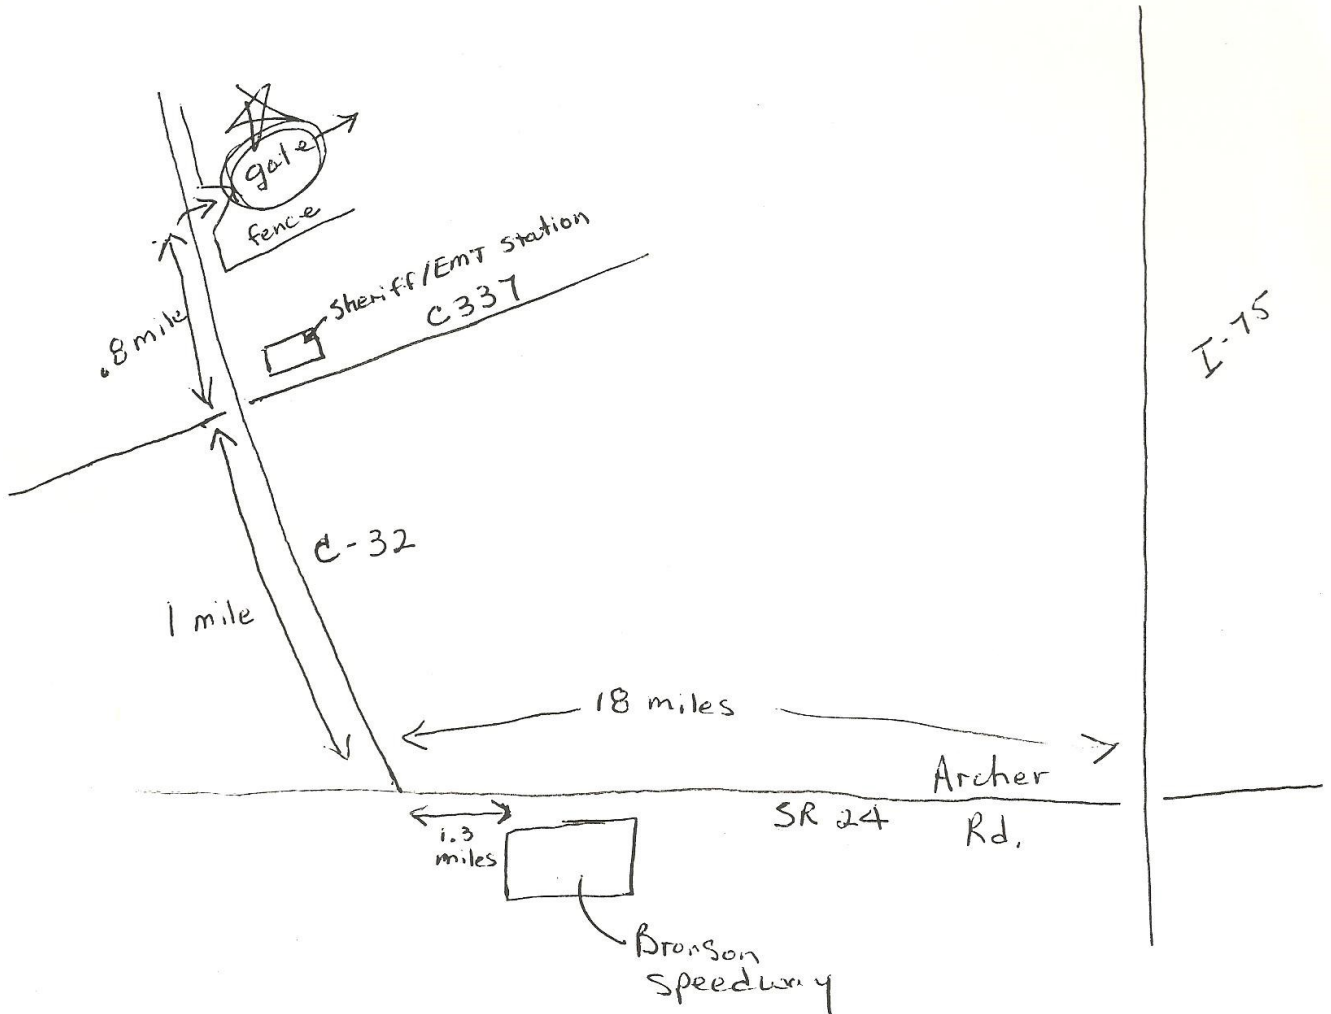 gate
fence
Sheriff/EMT Station
C337
.8 mile
I-75
C-32
1 mile
18 miles
Archer
SR 24
Rd.
1.3
miles
Bronson
Speedway